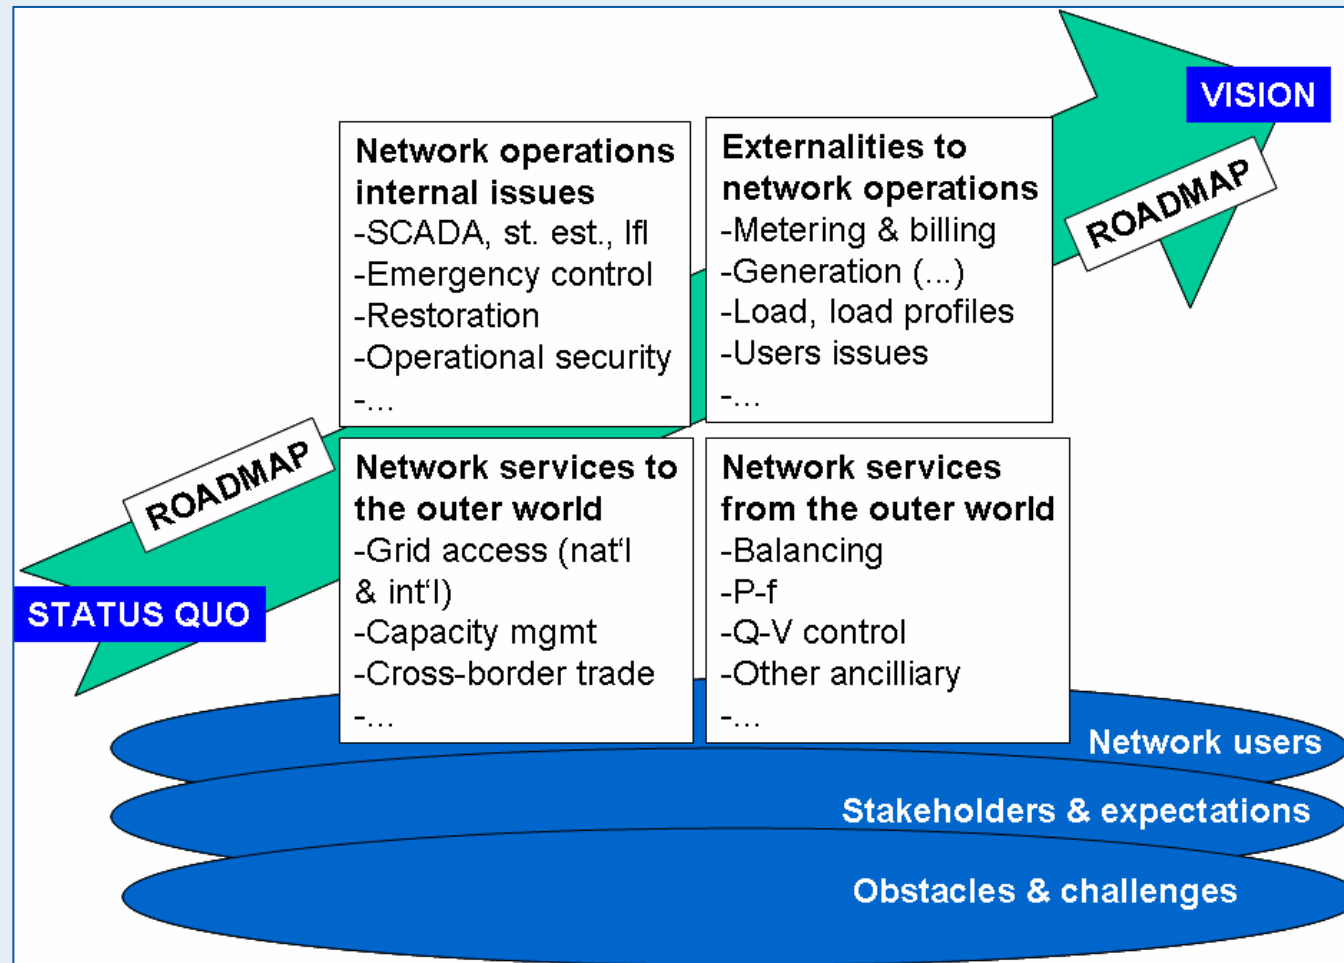 VISION
ROADMAP
Network operations
internal issues
-SCADA, st. est., lfl
-Emergency control
-Restoration
-Operational security
-...
Externalities to
network operations
-Metering & billing
-Generation (...)
-Load, load profiles
-Users issues
-...
ROADMAP
STATUS QUO
Network services to
the outer world
-Grid access (nat'l
& int'l)
-Capacity mgmt
-Cross-border trade
-...
Network services
from the outer world
-Balancing
-P-f
-Q-V control
-Other ancilliary
-...
Network users
Stakeholders & expectations
Obstacles & challenges